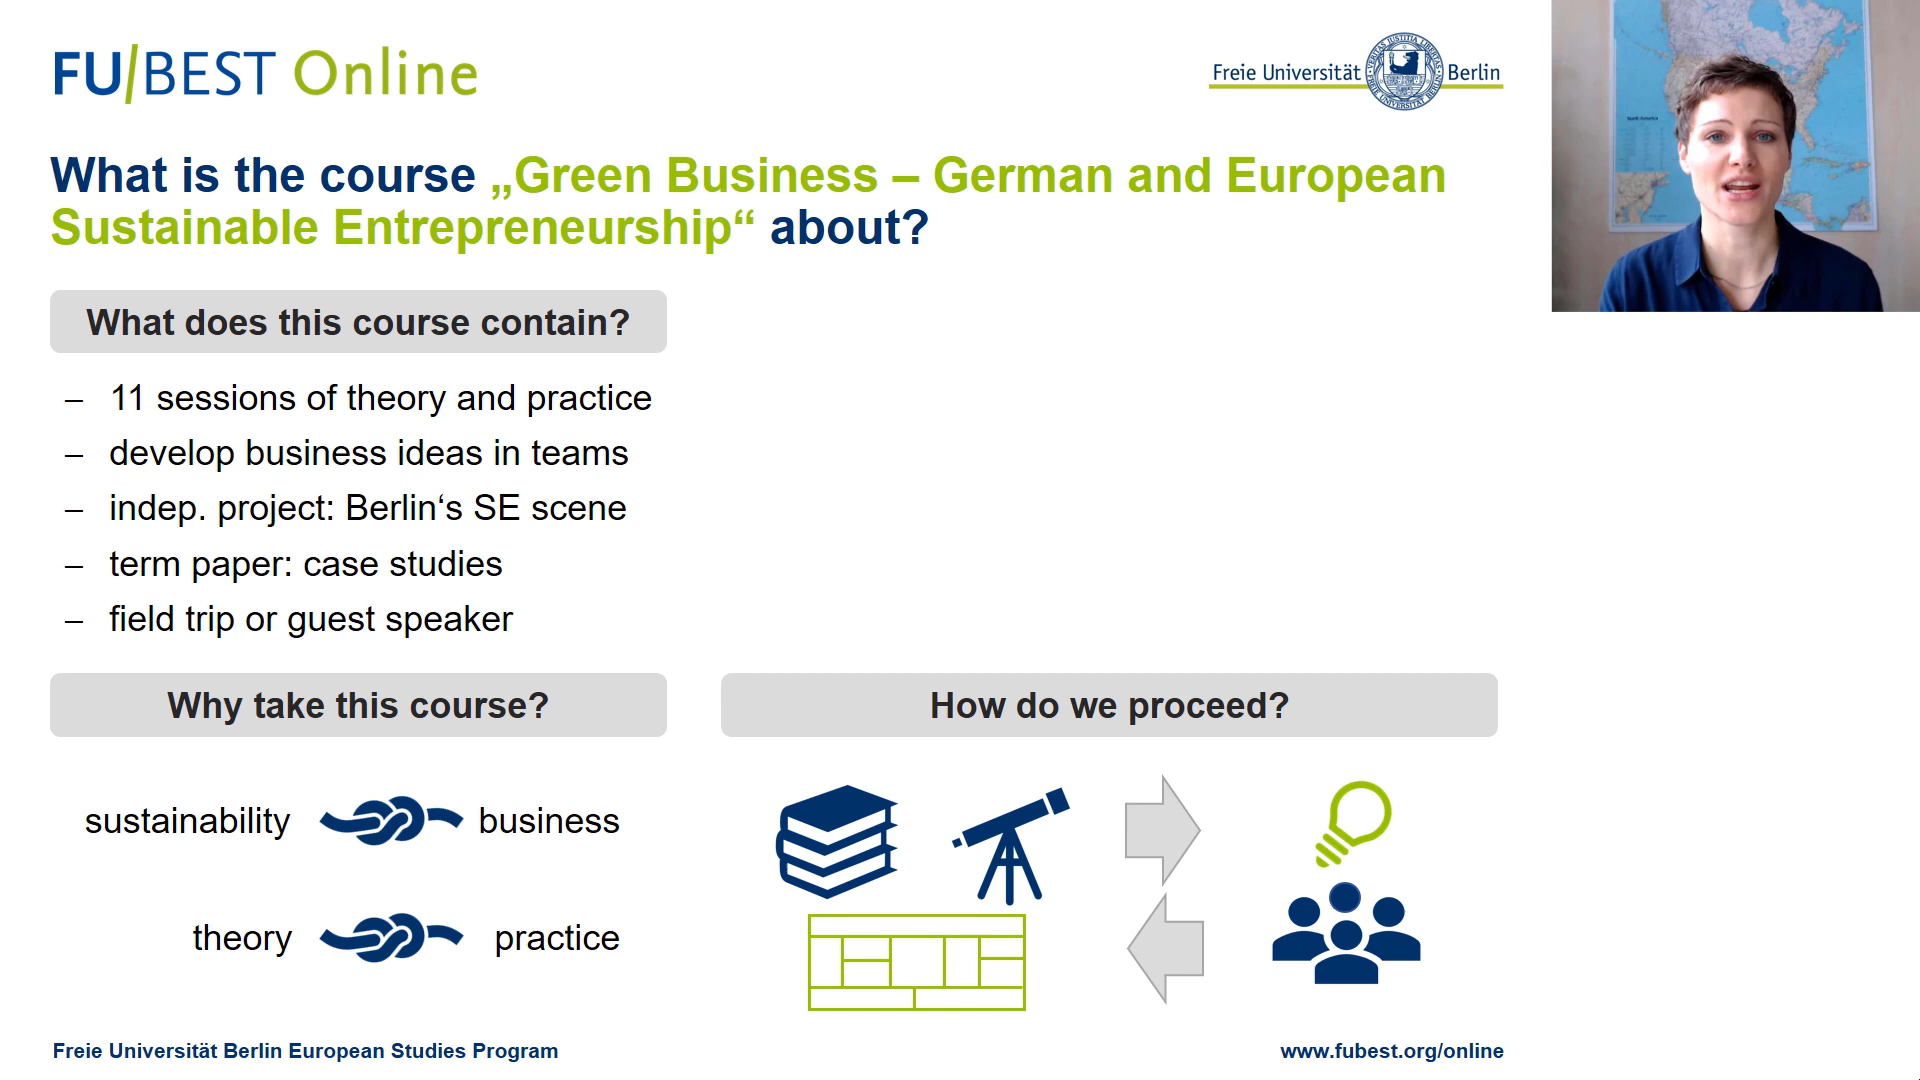 FU/BEST Online
Freie Universität Berlin
What is the course „Green Business – German and European
Sustainable Entrepreneurship“ about?
What does this course contain?
– 11 sessions of theory and practice
– develop business ideas in teams
– indep. project: Berlin‘s SE scene
– term paper: case studies
– field trip or guest speaker
Why take this course?
How do we proceed?
sustainability business
theory practice
Freie Universität Berlin European Studies Program
www.fubest.org/online